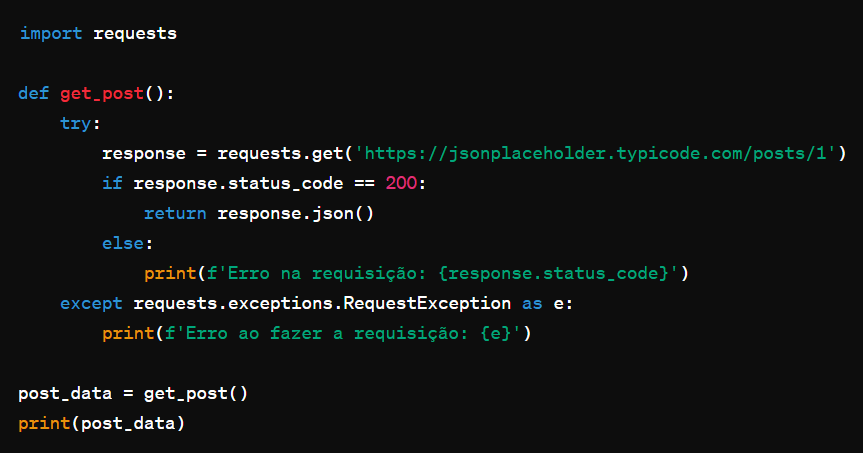 import requests

def get_post():
    try:
        response = requests.get('https://jsonplaceholder.typicode.com/posts/1')
        if response.status_code == 200:
            return response.json()
        else:
            print(f'Erro na requisição: {response.status_code}')
    except requests.exceptions.RequestException as e:
        print(f'Erro ao fazer a requisição: {e}')

post_data = get_post()
print(post_data)